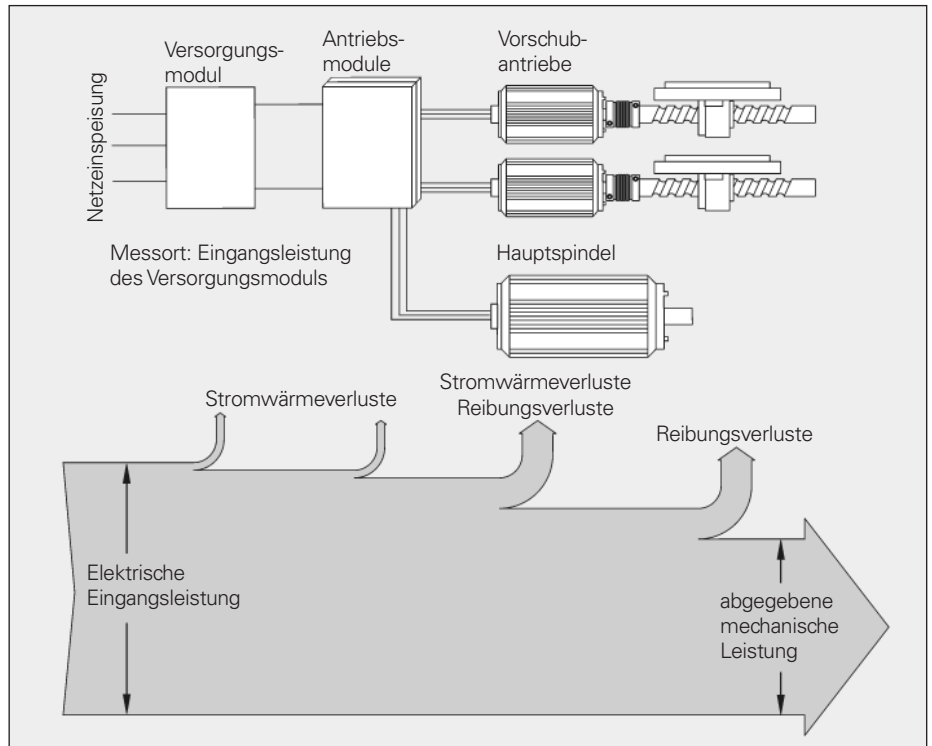 Versorgungs-
modul
Antriebs-
module
Vorschub-
antriebe
Netzeinspeisung
Messort: Eingangsleistung
des Versorgungsmoduls
Hauptspindel
Stromwärmeverluste
Stromwärmeverluste
Reibungsverluste
Reibungsverluste
Elektrische
Eingangsleistung
abgegebene
mechanische
Leistung